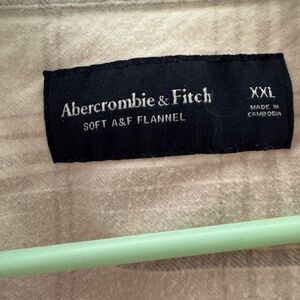 Abercrombie & Fitch
SOFT A&F FLANNEL
XXL
MADE IN
CAMBODIA